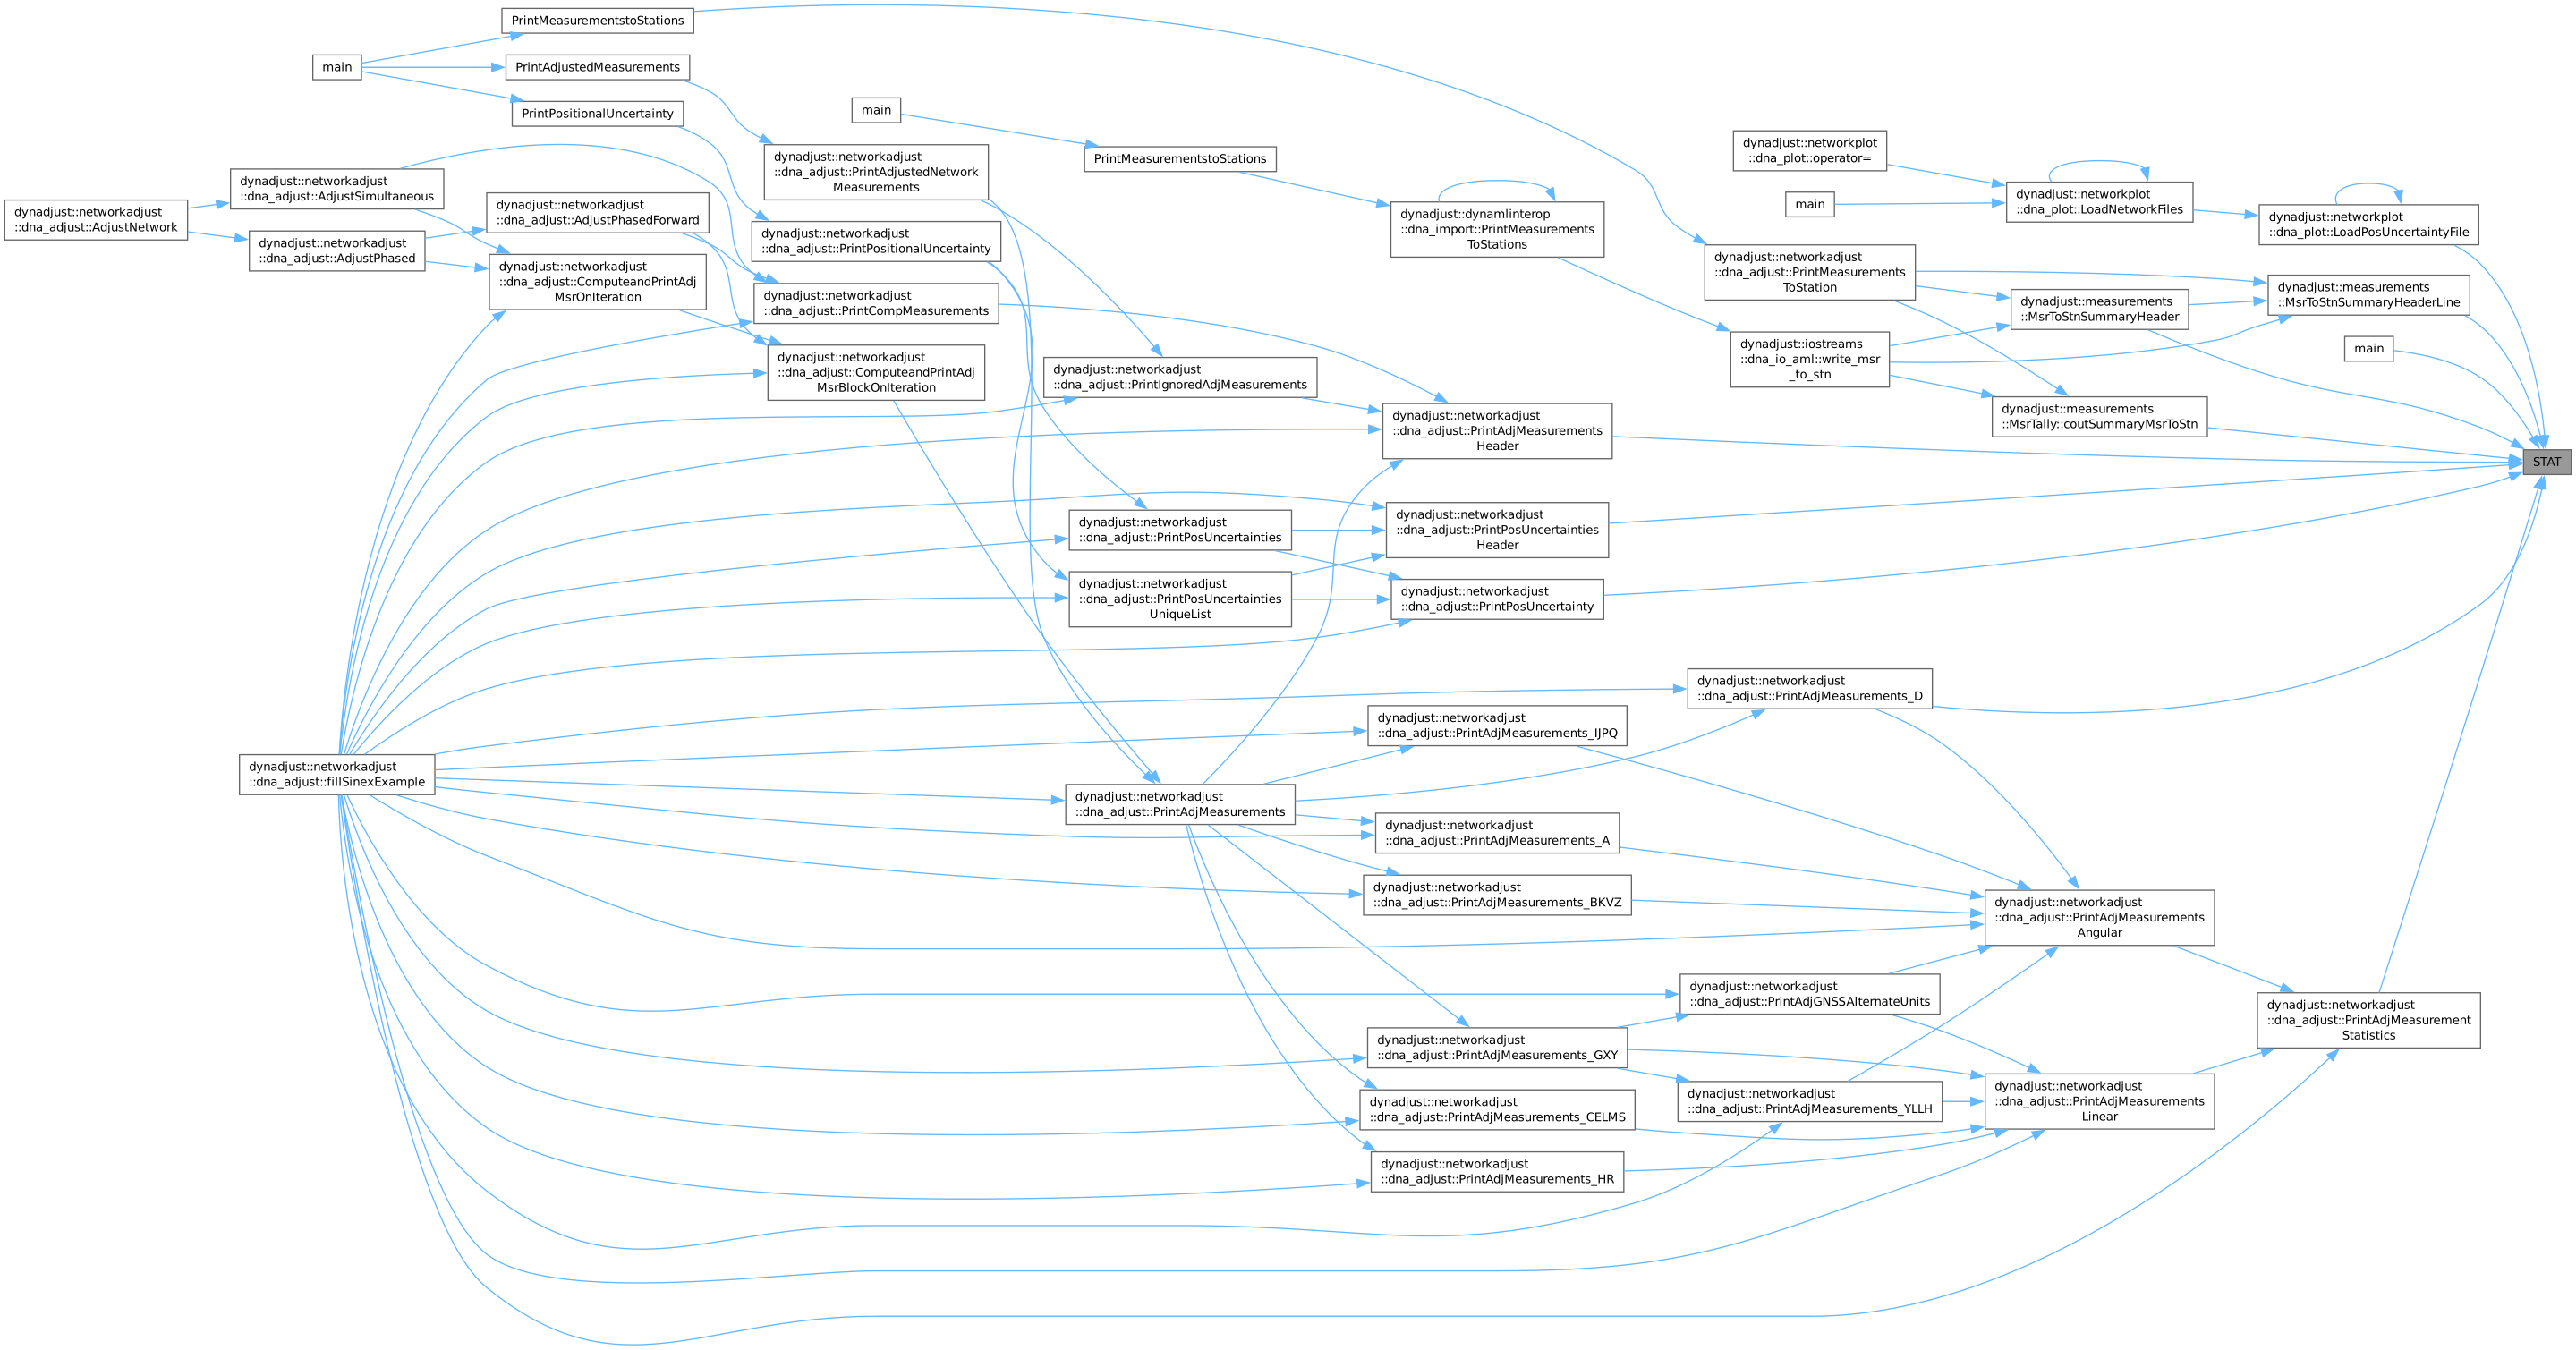 PrintMeasurementstoStations
main
PrintAdjustedMeasurements
PrintPositionalUncertainty
main
dynadjust::networkadjust
::dna_adjust::PrintAdjustedNetwork
Measurements
PrintMeasurementstoStations
dynadjust::networkplot
::dna_plot::operator=
dynadjust::networkadjust
::dna_adjust::AdjustSimultaneous
dynadjust::networkadjust
::dna_adjust::AdjustPhasedForward
dynadjust::networkadjust
::dna_adjust::AdjustNetwork
dynadjust::networkadjust
::dna_adjust::AdjustPhased
dynadjust::networkadjust
::dna_adjust::PrintPositionalUncertainty
dynadjust::dynamlinterop
::dna_import::PrintMeasurements
ToStations
main
dynadjust::networkplot
::dna_plot::LoadNetworkFiles
dynadjust::networkplot
::dna_plot::LoadPosUncertaintyFile
dynadjust::networkadjust
::dna_adjust::ComputeandPrintAdj
MsrOnIteration
dynadjust::networkadjust
::dna_adjust::PrintCompMeasurements
dynadjust::networkadjust
::dna_adjust::PrintMeasurements
ToStation
dynadjust::measurements
::MsrToStnSummaryHeader
dynadjust::measurements
::MsrToStnSummaryHeaderLine
dynadjust::networkadjust
::dna_adjust::ComputeandPrintAdj
MsrBlockOnIteration
dynadjust::networkadjust
::dna_adjust::PrintIgnoredAdjMeasurements
dynadjust::iostreams
::dna_io_aml::write_msr
_to_stn
main
dynadjust::networkadjust
::dna_adjust::PrintAdjMeasurements
Header
dynadjust::measurements
::MsrTally::coutSummaryMsrToStn
STAT
dynadjust::networkadjust
::dna_adjust::PrintPosUncertainties
dynadjust::networkadjust
::dna_adjust::PrintPosUncertainties
Header
dynadjust::networkadjust
::dna_adjust::PrintPosUncertainties
UniqueList
dynadjust::networkadjust
::dna_adjust::PrintPosUncertainty
dynadjust::networkadjust
::dna_adjust::PrintAdjMeasurements_D
dynadjust::networkadjust
::dna_adjust::PrintAdjMeasurements_IJPQ
dynadjust::networkadjust
::dna_adjust::fillSinexExample
dynadjust::networkadjust
::dna_adjust::PrintAdjMeasurements
dynadjust::networkadjust
::dna_adjust::PrintAdjMeasurements_A
dynadjust::networkadjust
::dna_adjust::PrintAdjMeasurements_BKVZ
dynadjust::networkadjust
::dna_adjust::PrintAdjMeasurements
Angular
dynadjust::networkadjust
::dna_adjust::PrintAdjGNSSAlternateUnits
dynadjust::networkadjust
::dna_adjust::PrintAdjMeasurement
Statistics
dynadjust::networkadjust
::dna_adjust::PrintAdjMeasurements_GXY
dynadjust::networkadjust
::dna_adjust::PrintAdjMeasurements_YLLH
dynadjust::networkadjust
::dna_adjust::PrintAdjMeasurements
Linear
dynadjust::networkadjust
::dna_adjust::PrintAdjMeasurements_CELMS
dynadjust::networkadjust
::dna_adjust::PrintAdjMeasurements_HR